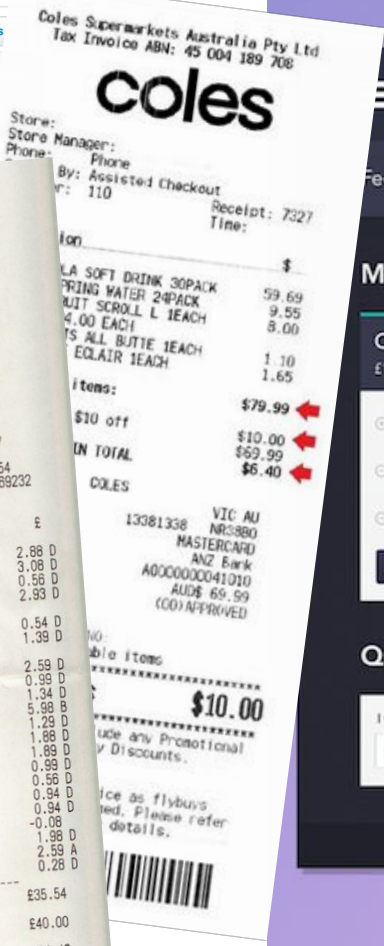 Coles Supermarkets Australia Pty Ltd
Tax Invoice ABN: 45 004 189 708
coles
Store:
Store Manager:
Phone: Phone
By: Assisted Checkout
r: 110
Receipt: 7327
Time:
ion $
LA SOFT DRINK 30PACK 59.69
PRING WATER 24PACK 9.55
UIT SCROLL L 1EACH 8.00
4.00 EACH
TS ALL BUTTE 1EACH 1.10
ECLAIR 1EACH 1.65
items: $79.99
$10 off $10.00
$69.99
IN TOTAL $6.40
COLES
VIC AU
13381338 NR3880
MASTERCARD
ANZ Bank
A0000000041010
AUD$ 69.99
(00)APPROVED
NO:
ble items
$10.00
ude any Promotional
y Discounts.
ice as flybuys
ed. Please refer
details.
54
69232
£
2.88 D
3.08 D
0.56 D
2.93 D
0.54 D
1.39 D
2.59 D
0.99 D
1.34 D
5.98 B
1.29 D
1.88 D
1.89 D
0.99 D
0.56 D
0.94 D
0.94 D
-0.08
1.98 D
2.59 A
0.28 D
£35.54
£40.00
Fe
M
£
Q